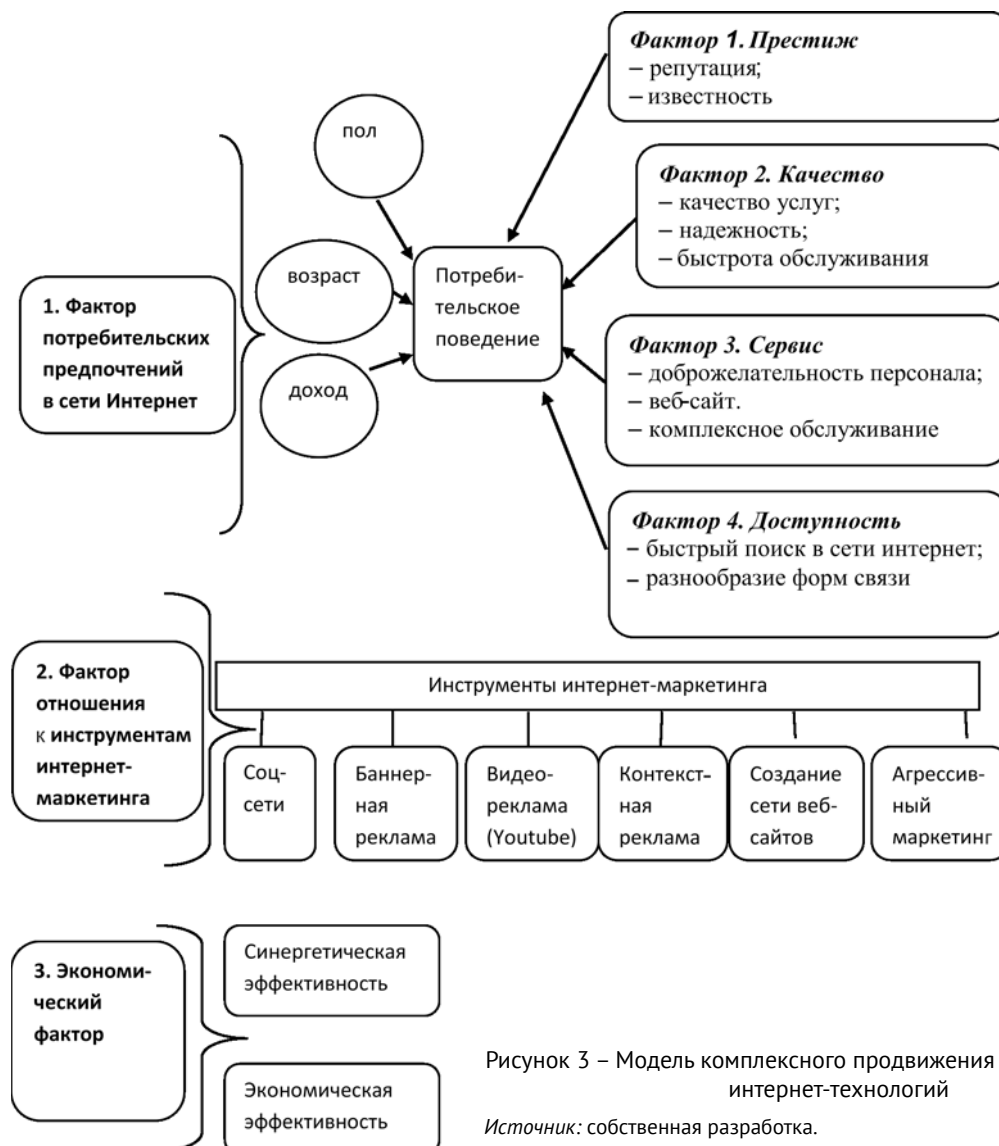 Фактор 1. Престиж
– репутация;
– известность
пол
Фактор 2. Качество
– качество услуг;
– надежность;
– быстрота обслуживания
возраст
Потреби-
тельское
поведение
1. Фактор
потребительских
предпочтений
в сети Интернет
доход
Фактор 3. Сервис
– доброжелательность персонала;
– веб-сайт.
– комплексное обслуживание
Фактор 4. Доступность
– быстрый поиск в сети интернет;
– разнообразие форм связи
2. Фактор
отношения
к инструментам
интернет-
маркетинга
Инструменты интернет-маркетинга
Соц-
сети
Баннер-
ная
реклама
Видео-
реклама
(Youtube)
Контекст-
ная
реклама
Создание
сети веб-
сайтов
Агрессив-
ный
маркетинг
3. Экономи-
ческий
фактор
Синергетическая
эффективность
Экономическая
эффективность
Рисунок 3 – Модель комплексного продвижения
интернет-технологий
Источник: собственная разработка.